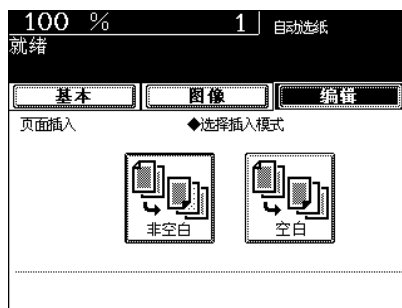 100 % 1 自动选纸
就绪
基本 图像 编辑
页面插入 ◆选择插入模式
非空白 空白